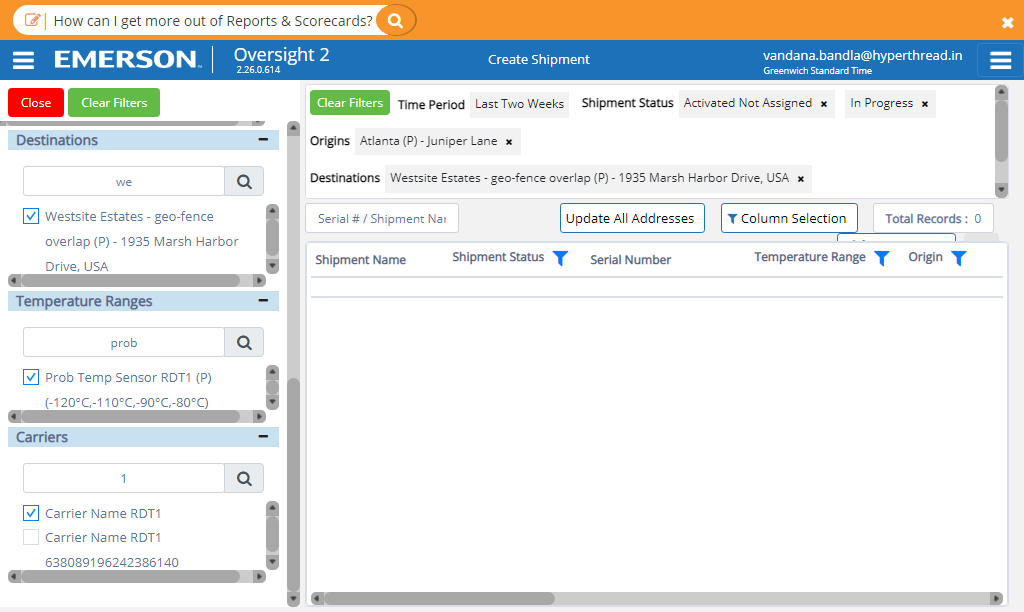 How can I get more out of Reports & Scorecards?
EMERSON
Oversight 2
2.26.0.614
Create Shipment
vandana.bandla@hyperthread.in
Greenwich Standard Time
Close
Clear Filters
Destinations
we
Westsite Estates - geo-fence
overlap (P) - 1935 Marsh Harbor
Drive, USA
Temperature Ranges
prob
Prob Temp Sensor RDT1 (P)
(-120°C,-110°C,-90°C,-80°C)
Carriers
1
Carrier Name RDT1
Carrier Name RDT1
638089196242386140
Clear Filters
Time Period
Last Two Weeks
Shipment Status
Activated Not Assigned ×
In Progress ×
Origins
Atlanta (P) - Juniper Lane ×
Destinations
Westsite Estates - geo-fence overlap (P) - 1935 Marsh Harbor Drive, USA ×
Serial # / Shipment Nar
Update All Addresses
Column Selection
Total Records : 0
Shipment Name
Shipment Status
Serial Number
Temperature Range
Origin